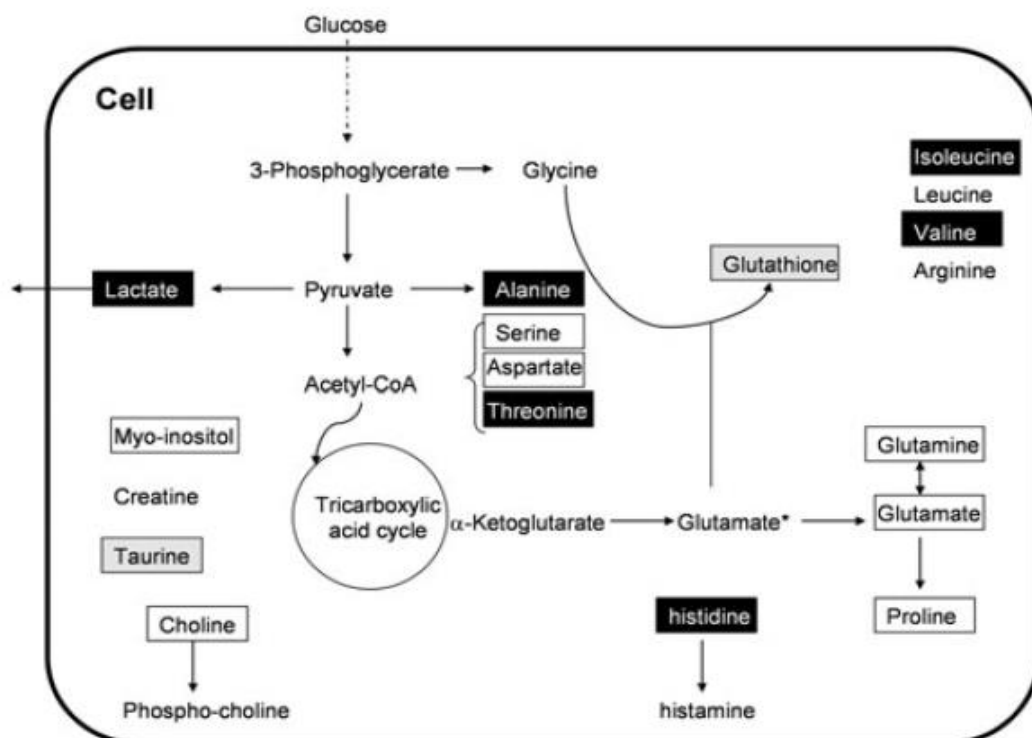 Glucose
Cell
3-Phosphoglycerate
Glycine
Isoleucine
Leucine
Valine
Arginine
Glutathione
Lactate
Pyruvate
Alanine
Serine
Aspartate
Threonine
Acetyl-CoA
Myo-inositol
Creatine
Taurine
Tricarboxylic
acid cycle
α-Ketoglutarate
Glutamate*
Glutamine
Glutamate
Proline
Choline
Phospho-choline
histidine
histamine